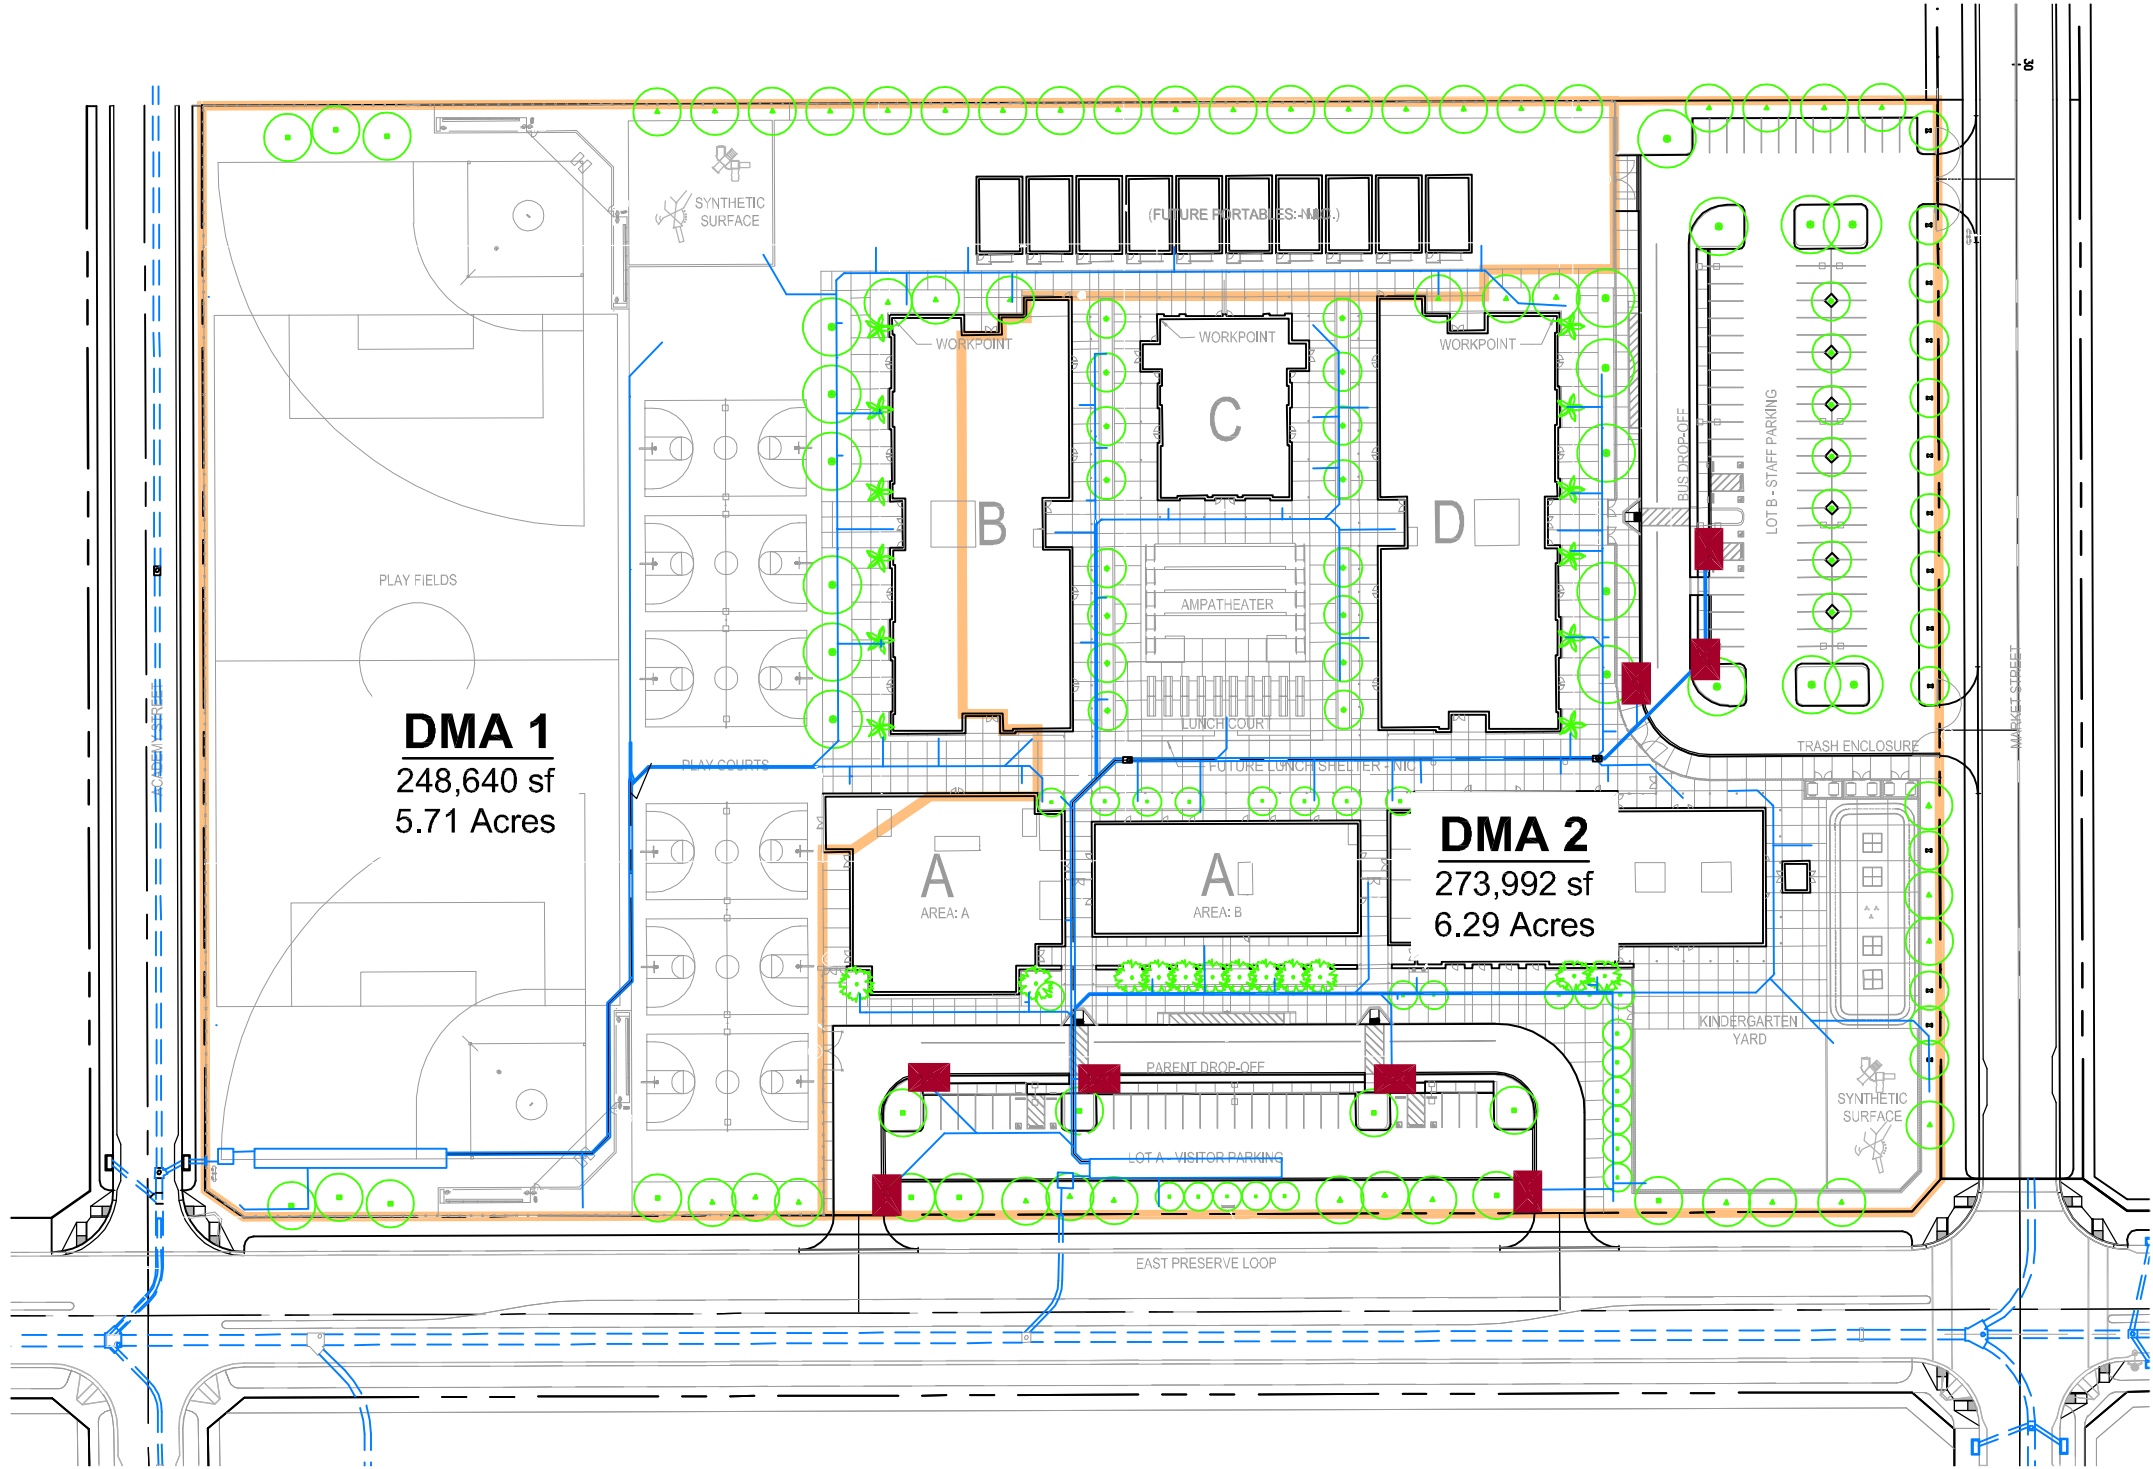 30
SYNTHETIC
SURFACE
(FUTURE PORTABLES: N.I.C.)
WORKPOINT
WORKPOINT
WORKPOINT
C
B
D
BUS DROP-OFF
LOT B - STAFF PARKING
PLAY FIELDS
AMPATHEATER
ACADEMY STREET
MARKET STREET
DMA 1
248,640 sf
5.71 Acres
LUNCH COURT
TRASH ENCLOSURE
PLAY COURTS
FUTURE LUNCH SHELTER - NIC
DMA 2
273,992 sf
6.29 Acres
A
AREA: A
A
AREA: B
KINDERGARTEN
YARD
PARENT DROP-OFF
SYNTHETIC
SURFACE
LOT A - VISITOR PARKING
EAST PRESERVE LOOP